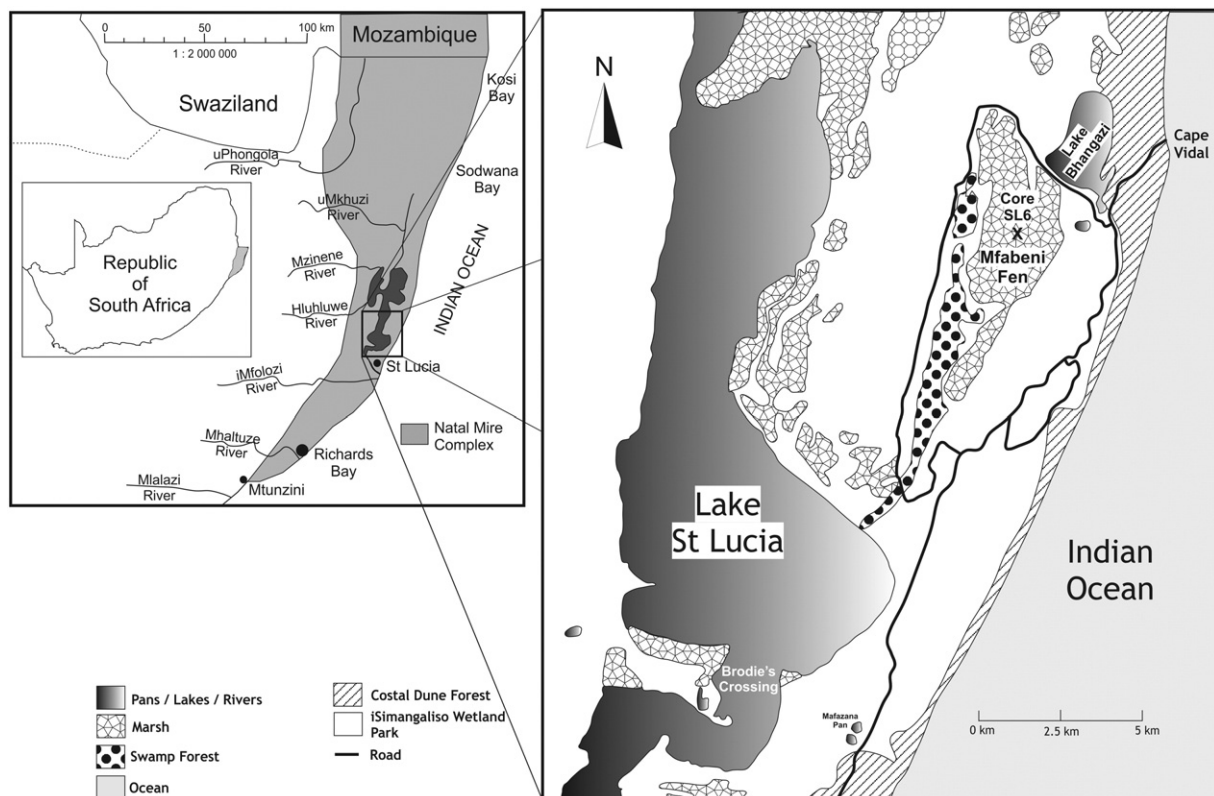 0 50 100 km
1 : 2 000 000
Mozambique
Swaziland
Kosi
Bay
uPhongola
River
Sodwana
Bay
uMkhuzi
River
Mzinene
River
Republic
of
South Africa
Hluhluwe
River
INDIAN OCEAN
St Lucia
iMfolozi
River
Natal Mire
Complex
Mhaltuze
River
Richards
Bay
Mlalazi
River
Mtunzini
N
Lake
Bhangazi
Cape
Vidal
Core
SL6
X
Mfabeni
Fen
Lake
St Lucia
Indian
Ocean
Brodie's
Crossing
Mafazana
Pan
0 km 2.5 km 5 km
Pans / Lakes / Rivers
Marsh
Swamp Forest
Ocean
Costal Dune Forest
iSimangaliso Wetland
Park
Road